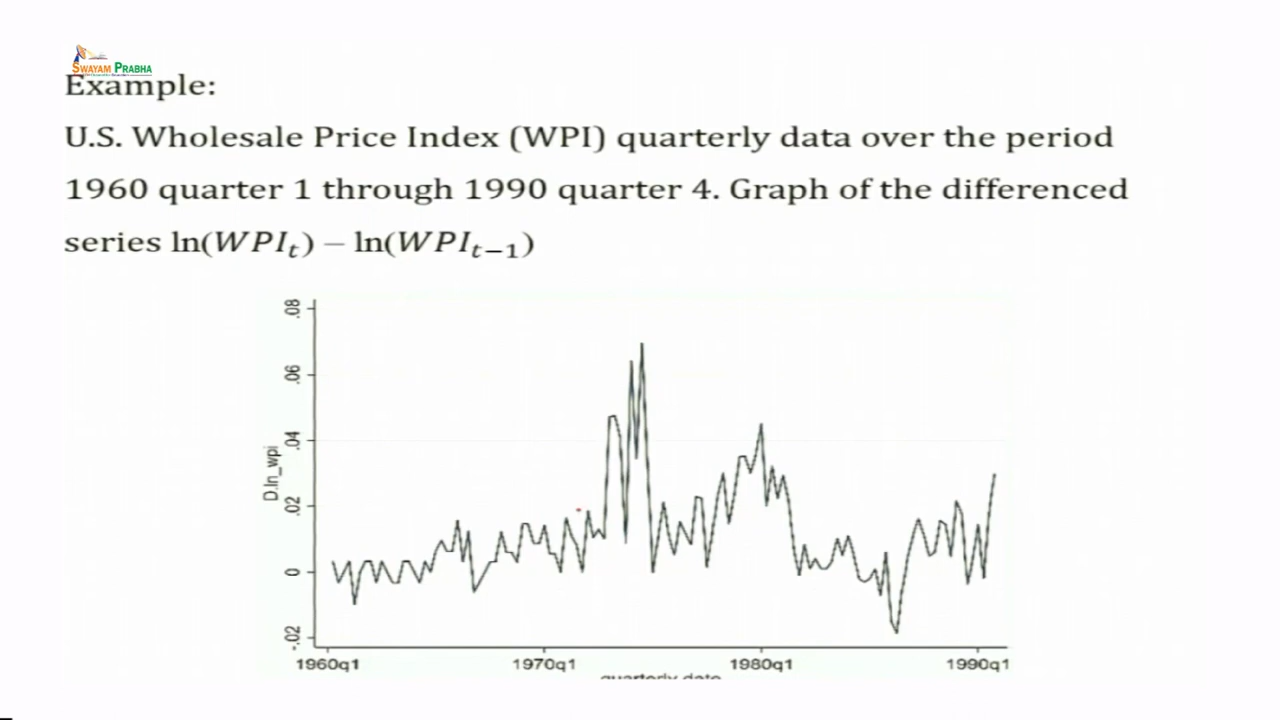 SWAYAM PRABHA
Example:
U.S. Wholesale Price Index (WPI) quarterly data over the period
1960 quarter 1 through 1990 quarter 4. Graph of the differenced
series ln(WPIₜ) – ln(WPIₜ₋₁)
.08
.06
.04
.02
0
-.02
D.ln_wpi
1960q1 1970q1 1980q1 1990q1
quarterly date